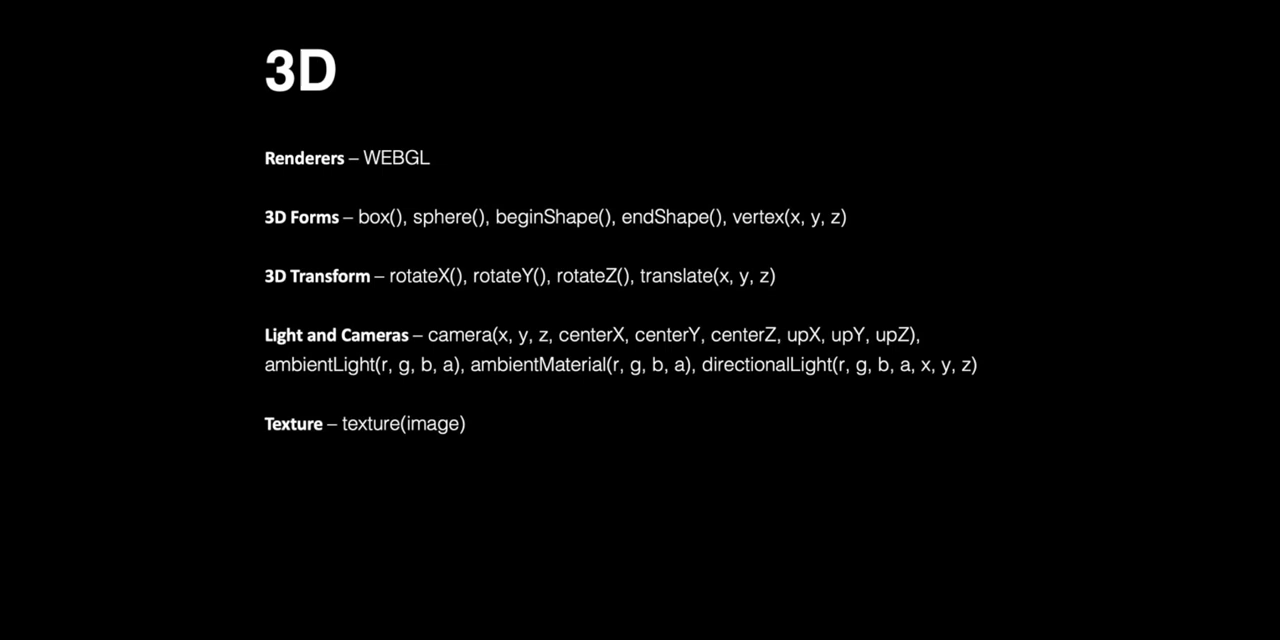 3D
Renderers – WEBGL
3D Forms – box(), sphere(), beginShape(), endShape(), vertex(x, y, z)
3D Transform – rotateX(), rotateY(), rotateZ(), translate(x, y, z)
Light and Cameras – camera(x, y, z, centerX, centerY, centerZ, upX, upY, upZ),
ambientLight(r, g, b, a), ambientMaterial(r, g, b, a), directionalLight(r, g, b, a, x, y, z)
Texture – texture(image)